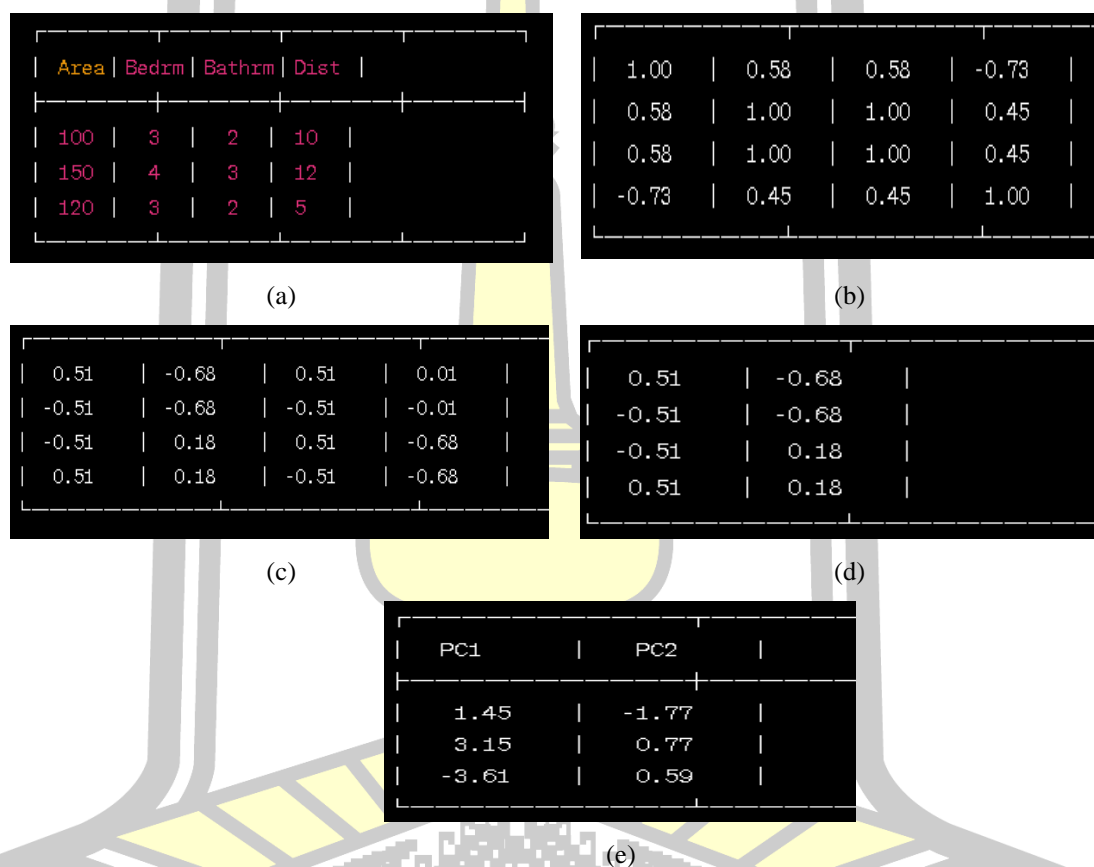 Area | Bedrm | Bathrm | Dist |
| 100 | 3 | 2 | 10 |
| 150 | 4 | 3 | 12 |
| 120 | 3 | 2 | 5 |
(a)
| 1.00 | 0.58 | 0.58 | -0.73 |
| 0.58 | 1.00 | 1.00 | 0.45 |
| 0.58 | 1.00 | 1.00 | 0.45 |
| -0.73 | 0.45 | 0.45 | 1.00 |
(b)
| 0.51 | -0.68 | 0.51 | 0.01 |
| -0.51 | -0.68 | -0.51 | -0.01 |
| -0.51 | 0.18 | 0.51 | -0.68 |
| 0.51 | 0.18 | -0.51 | -0.68 |
(c)
| 0.51 | -0.68 |
| -0.51 | -0.68 |
| -0.51 | 0.18 |
| 0.51 | 0.18 |
(d)
| PC1 | PC2 |
| 1.45 | -1.77 |
| 3.15 | 0.77 |
| -3.61 | 0.59 |
(e)